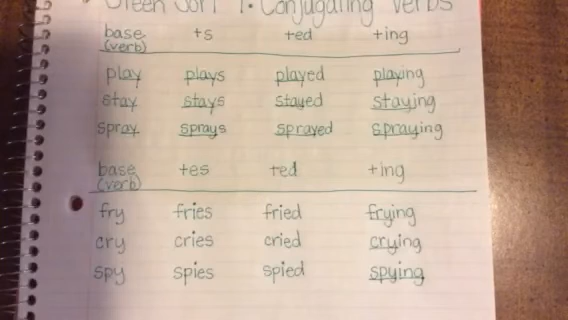 Green Sort 1: Conjugating Verbs
base (verb) +s +ed +ing
play plays played playing
stay stays stayed staying
spray sprays sprayed spraying
base (verb) +es +ed +ing
fry fries fried frying
cry cries cried crying
spy spies spied spying